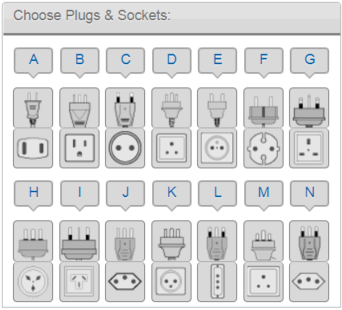 Choose Plugs & Sockets:
A B C D E F G
H I J K L M N